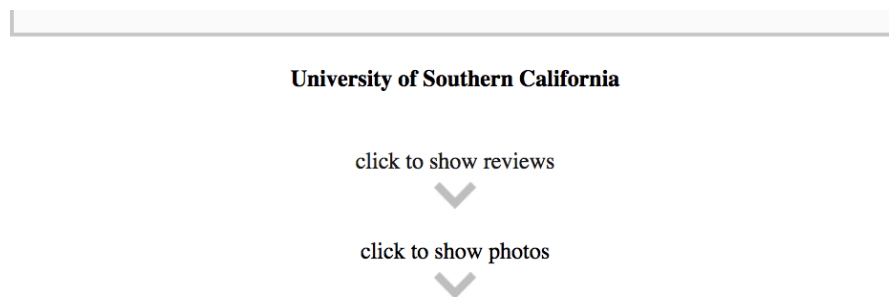 University of Southern California
click to show reviews
click to show photos